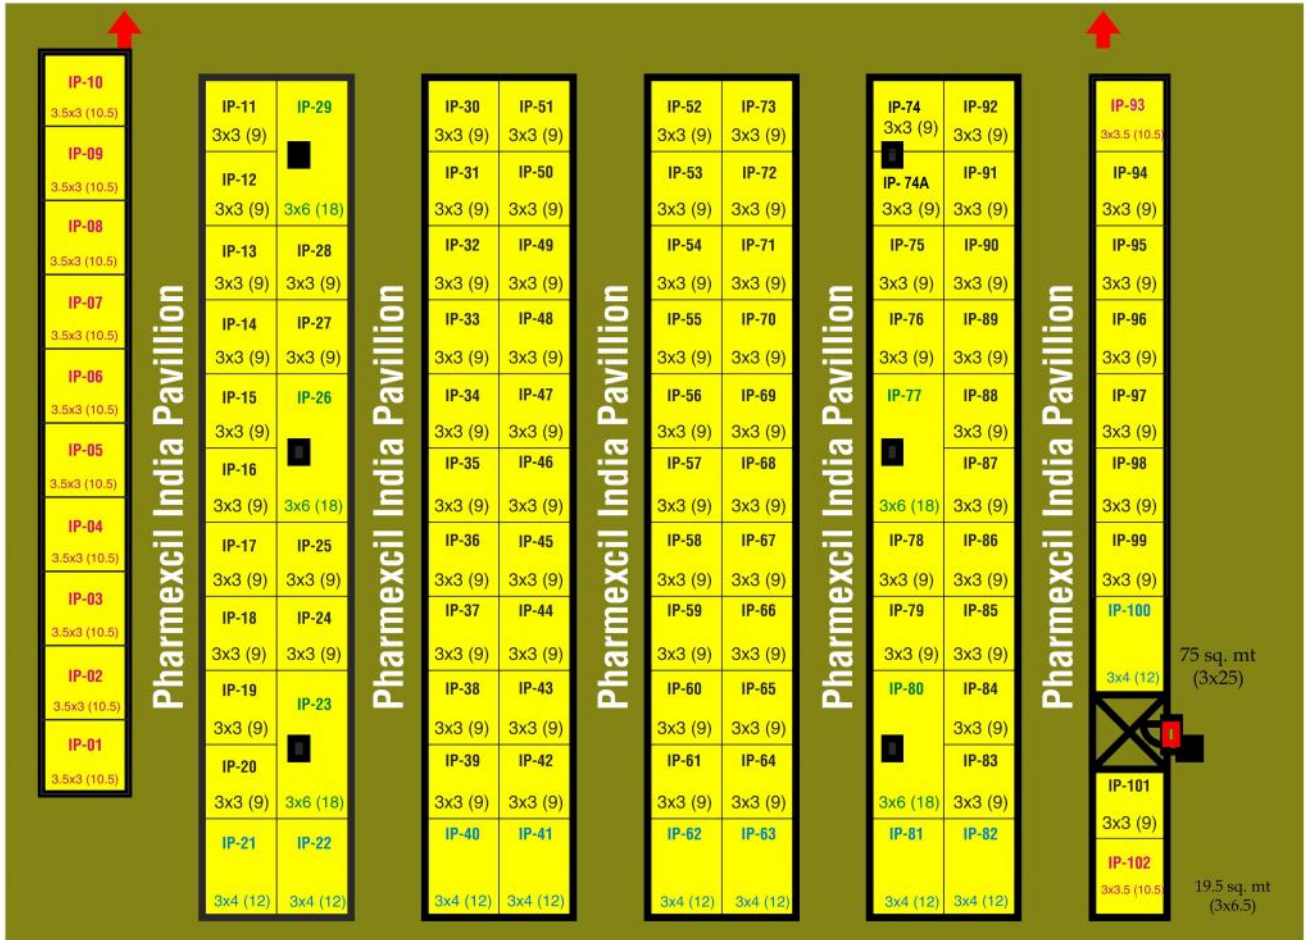 IP-10
3.5x3 (10.5)
IP-09
3.5x3 (10.5)
IP-08
3.5x3 (10.5)
IP-07
3.5x3 (10.5)
IP-06
3.5x3 (10.5)
IP-05
3.5x3 (10.5)
IP-04
3.5x3 (10.5)
IP-03
3.5x3 (10.5)
IP-02
3.5x3 (10.5)
IP-01
3.5x3 (10.5)
Pharmexcil India Pavillion
IP-11
3x3 (9)
IP-12
3x3 (9)
IP-13
3x3 (9)
IP-14
3x3 (9)
IP-15
3x3 (9)
IP-16
3x3 (9)
IP-17
3x3 (9)
IP-18
3x3 (9)
IP-19
3x3 (9)
IP-20
3x3 (9)
IP-21
3x4 (12)
IP-29
3x6 (18)
IP-28
3x3 (9)
IP-27
3x3 (9)
IP-26
3x6 (18)
IP-25
3x3 (9)
IP-24
3x3 (9)
IP-23
3x6 (18)
IP-22
3x4 (12)
Pharmexcil India Pavillion
IP-30
3x3 (9)
IP-31
3x3 (9)
IP-32
3x3 (9)
IP-33
3x3 (9)
IP-34
3x3 (9)
IP-35
3x3 (9)
IP-36
3x3 (9)
IP-37
3x3 (9)
IP-38
3x3 (9)
IP-39
3x3 (9)
IP-40
3x4 (12)
IP-51
3x3 (9)
IP-50
3x3 (9)
IP-49
3x3 (9)
IP-48
3x3 (9)
IP-47
3x3 (9)
IP-46
3x3 (9)
IP-45
3x3 (9)
IP-44
3x3 (9)
IP-43
3x3 (9)
IP-42
3x3 (9)
IP-41
3x4 (12)
Pharmexcil India Pavillion
IP-52
3x3 (9)
IP-53
3x3 (9)
IP-54
3x3 (9)
IP-55
3x3 (9)
IP-56
3x3 (9)
IP-57
3x3 (9)
IP-58
3x3 (9)
IP-59
3x3 (9)
IP-60
3x3 (9)
IP-61
3x3 (9)
IP-62
3x4 (12)
IP-73
3x3 (9)
IP-72
3x3 (9)
IP-71
3x3 (9)
IP-70
3x3 (9)
IP-69
3x3 (9)
IP-68
3x3 (9)
IP-67
3x3 (9)
IP-66
3x3 (9)
IP-65
3x3 (9)
IP-64
3x3 (9)
IP-63
3x4 (12)
Pharmexcil India Pavillion
IP-74
3x3 (9)
IP- 74A
3x3 (9)
IP-75
3x3 (9)
IP-76
3x3 (9)
IP-77
3x6 (18)
IP-78
3x3 (9)
IP-79
3x3 (9)
IP-80
3x6 (18)
IP-81
3x4 (12)
IP-92
3x3 (9)
IP-91
3x3 (9)
IP-90
3x3 (9)
IP-89
3x3 (9)
IP-88
3x3 (9)
IP-87
3x3 (9)
IP-86
3x3 (9)
IP-85
3x3 (9)
IP-84
3x3 (9)
IP-83
3x3 (9)
IP-82
3x4 (12)
Pharmexcil India Pavillion
IP-93
3x3.5 (10.5)
IP-94
3x3 (9)
IP-95
3x3 (9)
IP-96
3x3 (9)
IP-97
3x3 (9)
IP-98
3x3 (9)
IP-99
3x3 (9)
IP-100
3x4 (12)
IP-101
3x3 (9)
IP-102
3x3.5 (10.5)
75 sq. mt
(3x25)
19.5 sq. mt
(3x6.5)